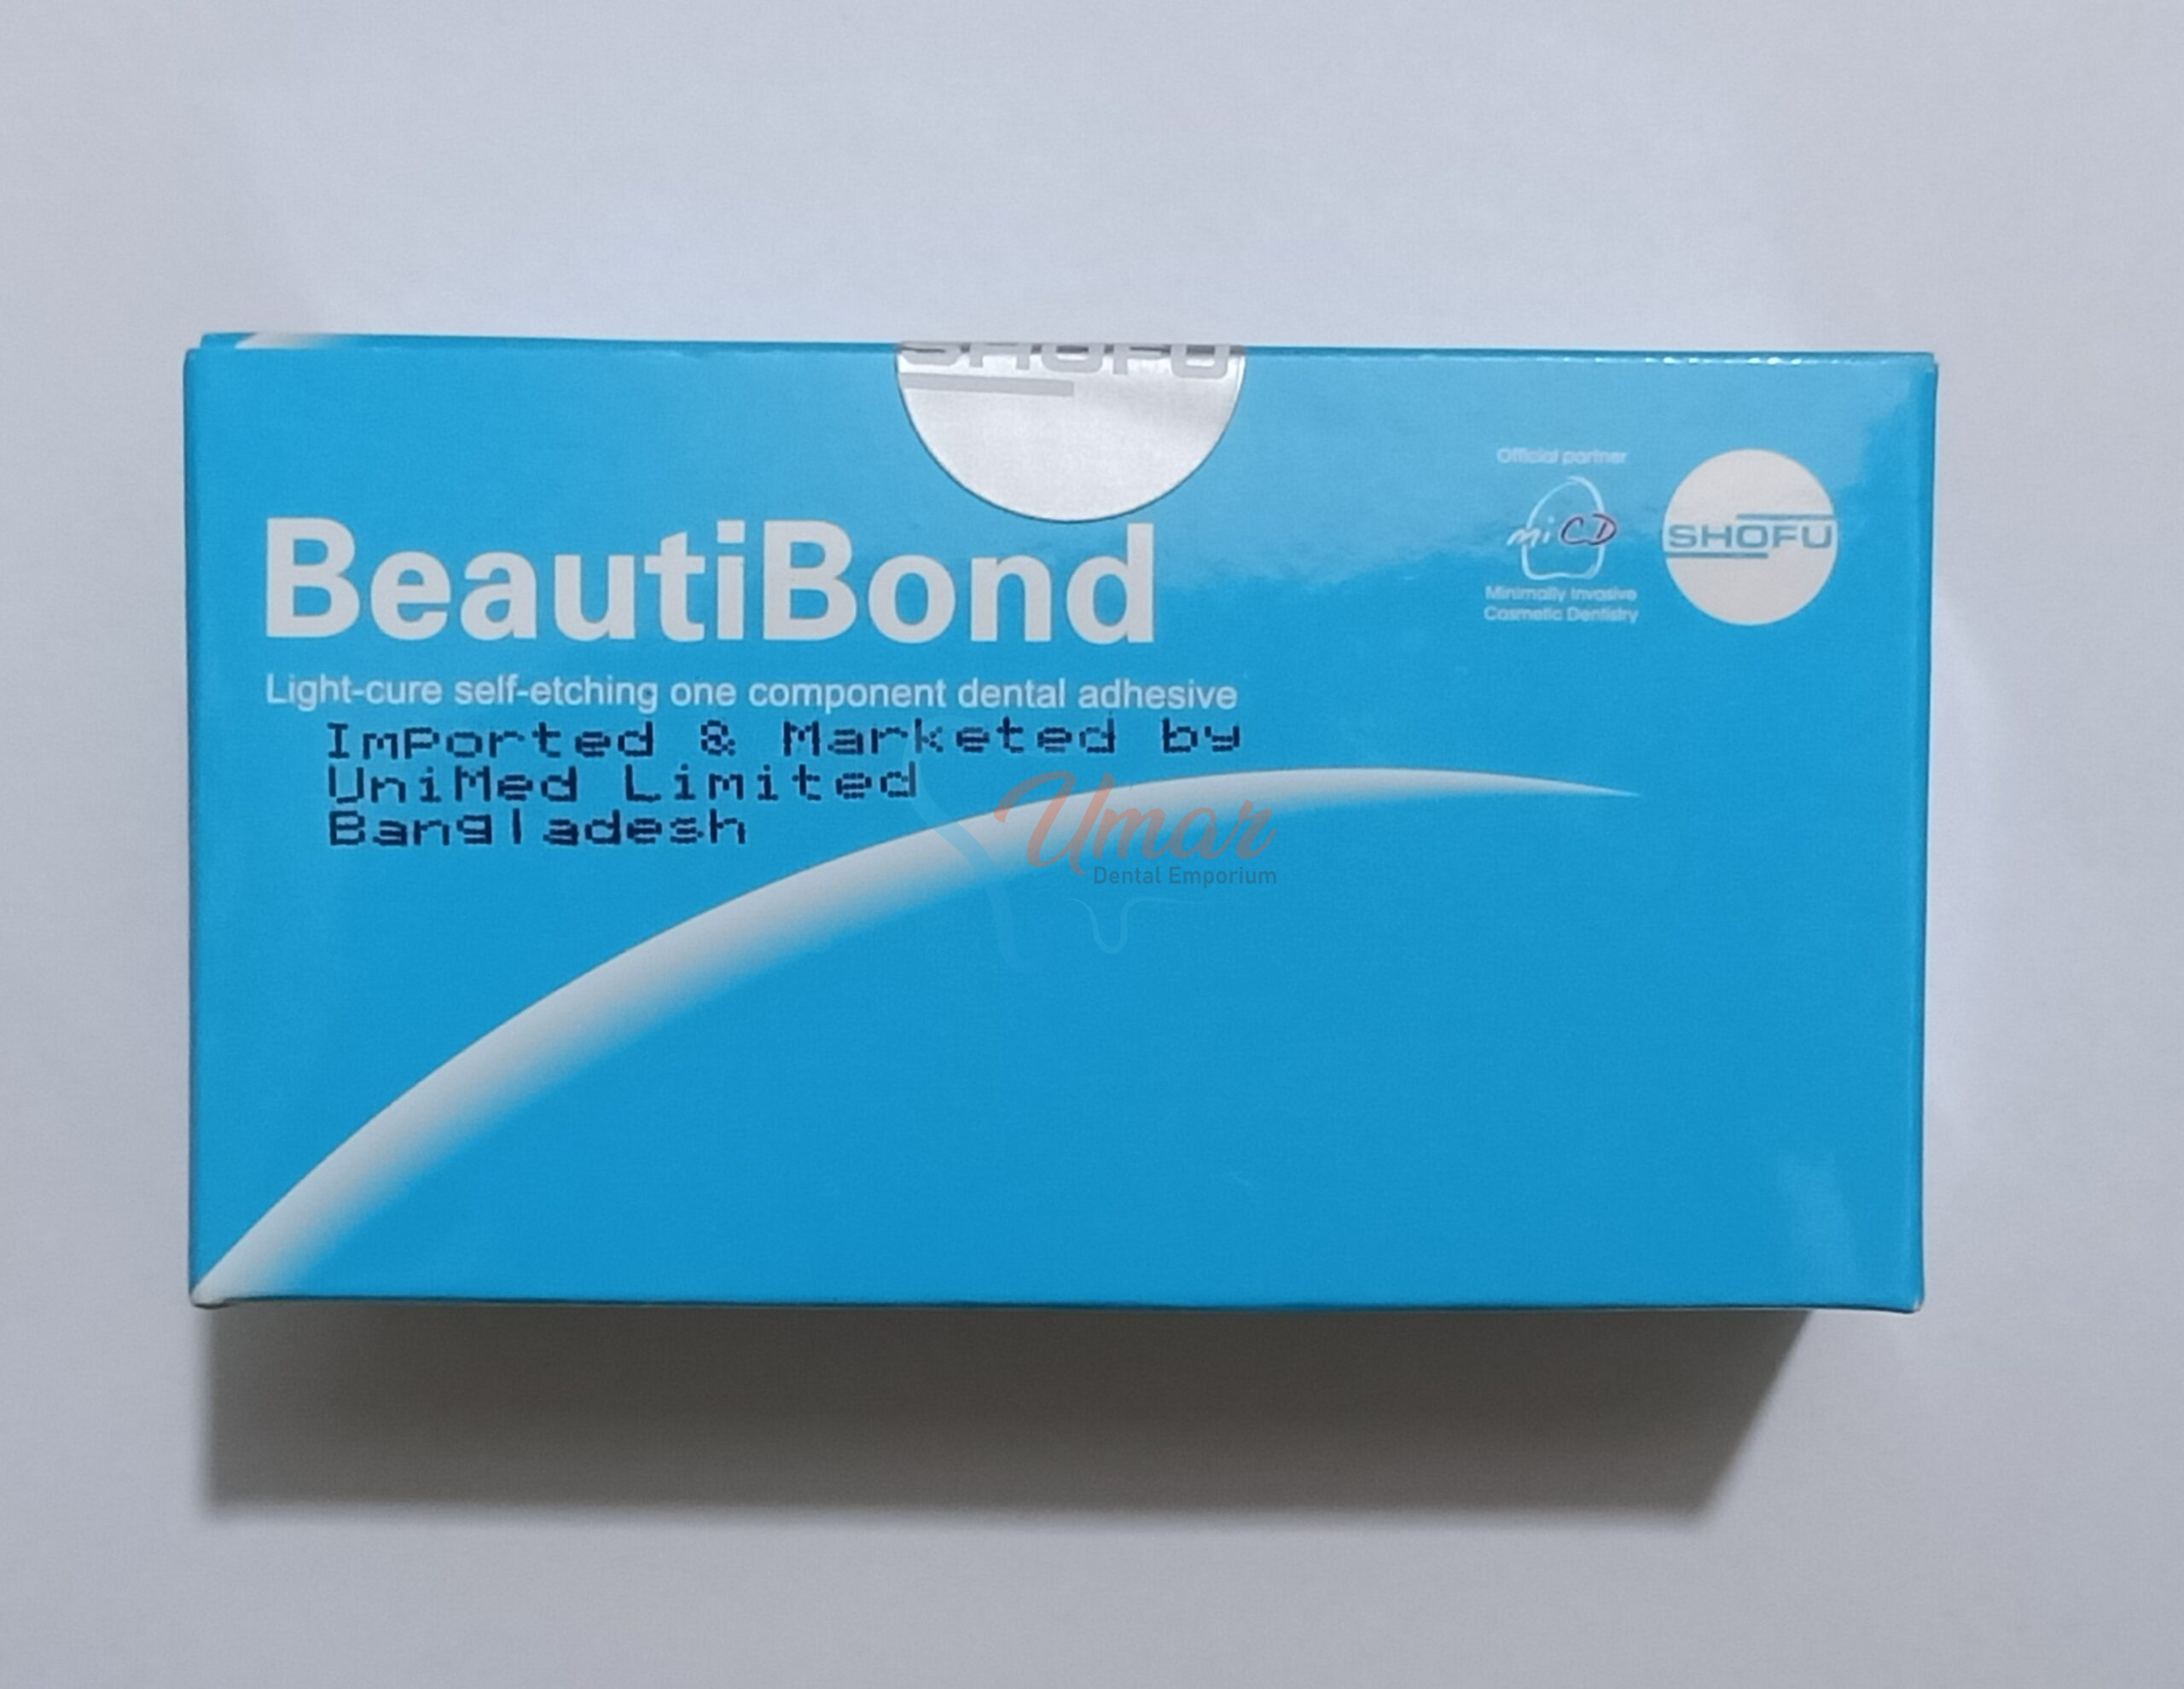 SHOFU
Official partner
miCD
Minimally Invasive
Cosmetic Dentistry
SHOFU
BeautiBond
Light-cure self-etching one component dental adhesive
ImPorted & Marketed by
UniMed Limited
Bangladesh
Umar
Dental Emporium